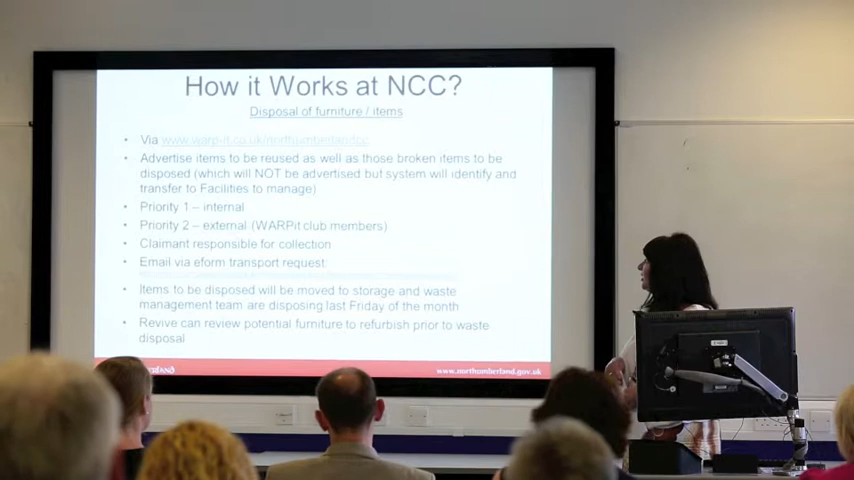 How it Works at NCC?
Disposal of furniture / items
• Via www.warp-it.co.uk/northumberlandcc
• Advertise items to be reused as well as those broken items to be
disposed (which will NOT be advertised but system will identify and
transfer to Facilities to manage)
• Priority 1 – internal
• Priority 2 – external (WARPit club members)
• Claimant responsible for collection
• Email via eform transport request:
• Items to be disposed will be moved to storage and waste
management team are disposing last Friday of the month
• Revive can review potential furniture to refurbish prior to waste
disposal
www.northumberland.gov.uk